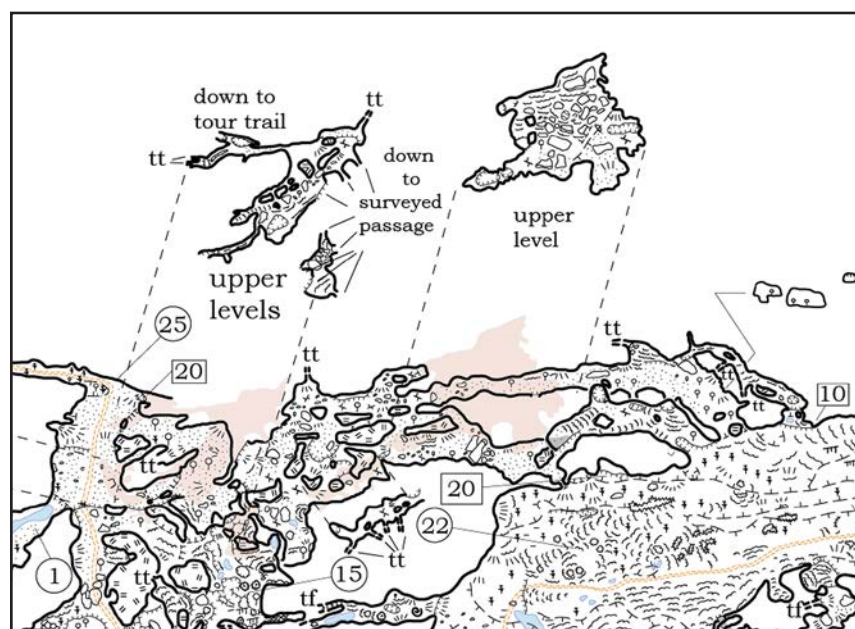 down to
tour trail
tt
tt
down
to
surveyed
passage
upper
levels
upper
level
25
20
tt
tt
10
tt
tt
tt
20
22
tt
1
tt
15
tf
tf